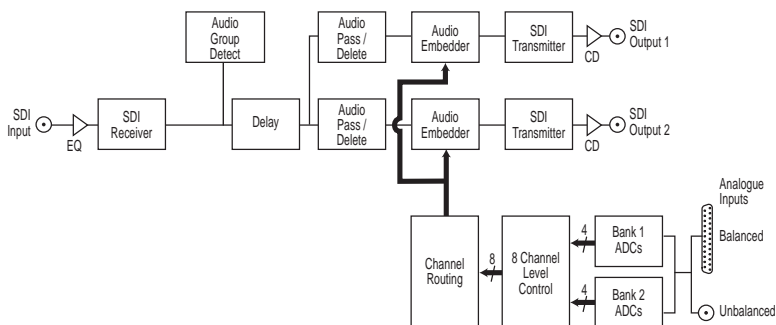 Audio
Group
Detect
Audio
Pass /
Delete
Audio
Embedder
SDI
Transmitter
CD
SDI
Output 1
SDI
Input
EQ
SDI
Receiver
Delay
Audio
Pass /
Delete
Audio
Embedder
SDI
Transmitter
CD
SDI
Output 2
Channel
Routing
8
8 Channel
Level
Control
4
4
Bank 1
ADCs
Bank 2
ADCs
Analogue
Inputs
Balanced
Unbalanced